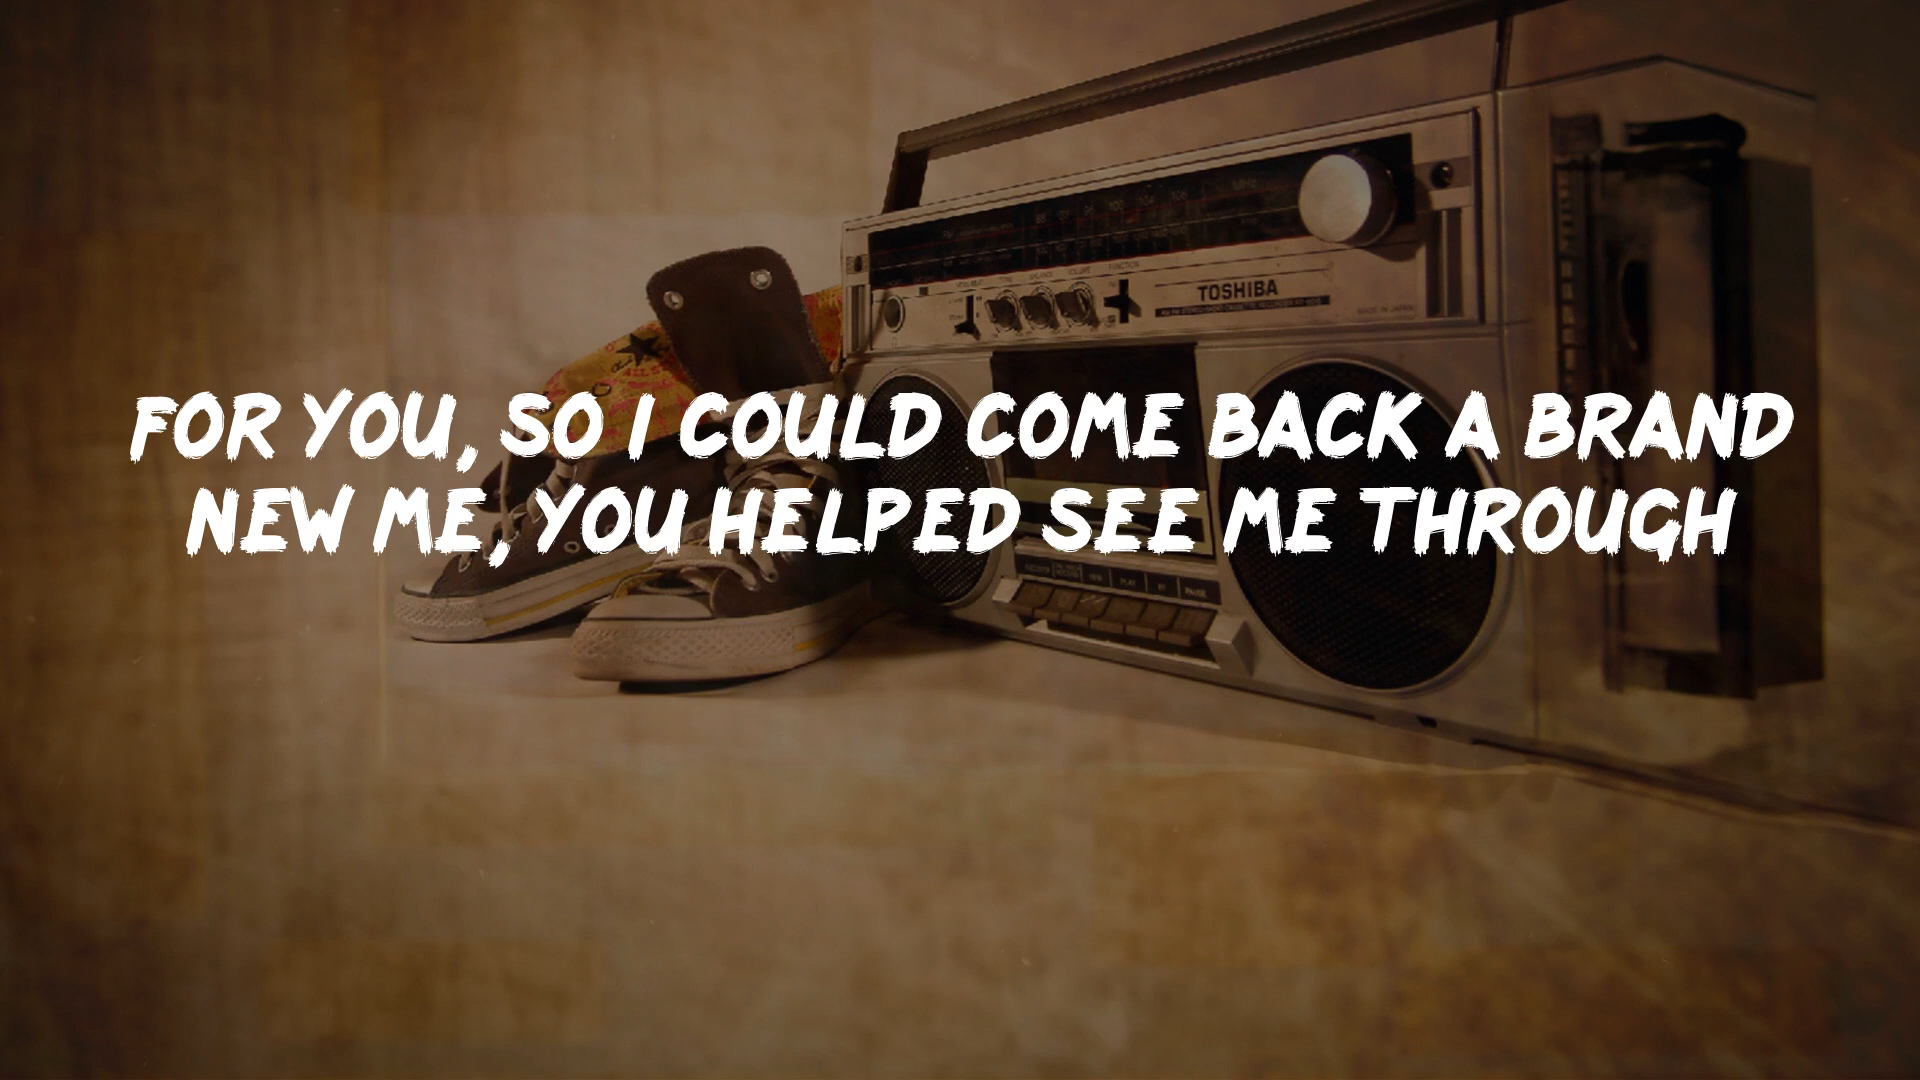 FOR YOU, SO I COULD COME BACK A BRAND
NEW ME, YOU HELPED SEE ME THROUGH
TOSHIBA